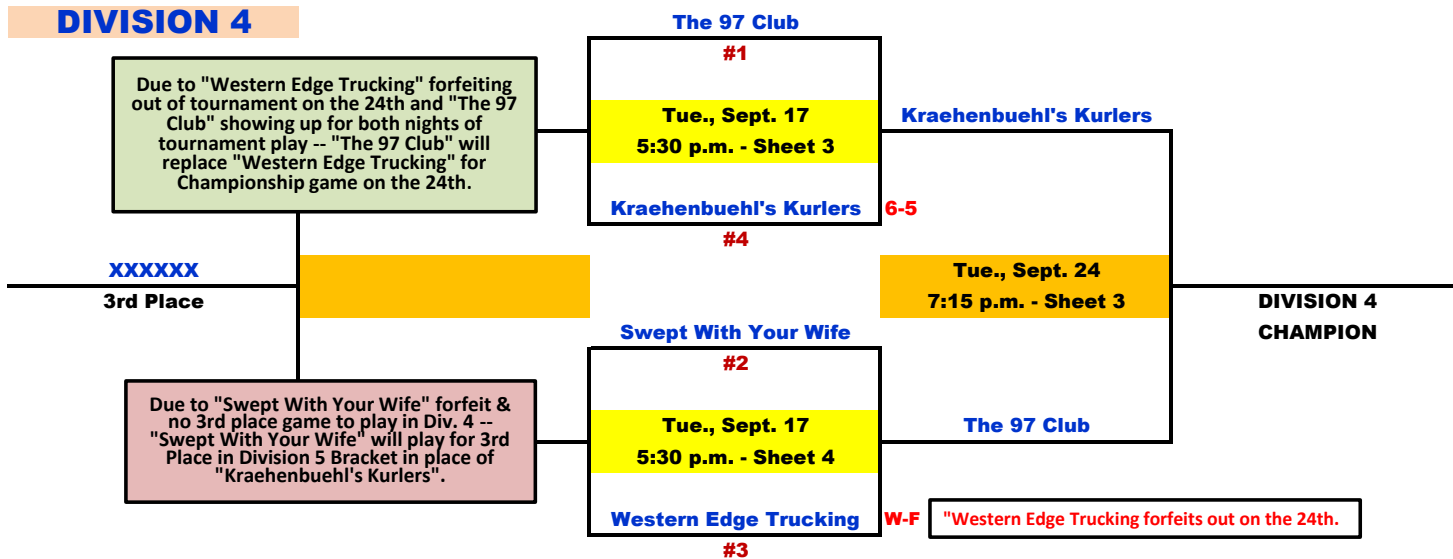 DIVISION 4
The 97 Club
#1
Due to "Western Edge Trucking" forfeiting
out of tournament on the 24th and "The 97
Club" showing up for both nights of
tournament play -- "The 97 Club" will
replace "Western Edge Trucking" for
Championship game on the 24th.
Tue., Sept. 17
5:30 p.m. - Sheet 3
Kraehenbuehl's Kurlers
Kraehenbuehl's Kurlers 6-5
#4
XXXXXX
3rd Place
Tue., Sept. 24
7:15 p.m. - Sheet 3
DIVISION 4
CHAMPION
Swept With Your Wife
#2
Due to "Swept With Your Wife" forfeit &
no 3rd place game to play in Div. 4 --
"Swept With Your Wife" will play for 3rd
Place in Division 5 Bracket in place of
"Kraehenbuehl's Kurlers".
Tue., Sept. 17
5:30 p.m. - Sheet 4
The 97 Club
Western Edge Trucking W-F
"Western Edge Trucking forfeits out on the 24th.
#3